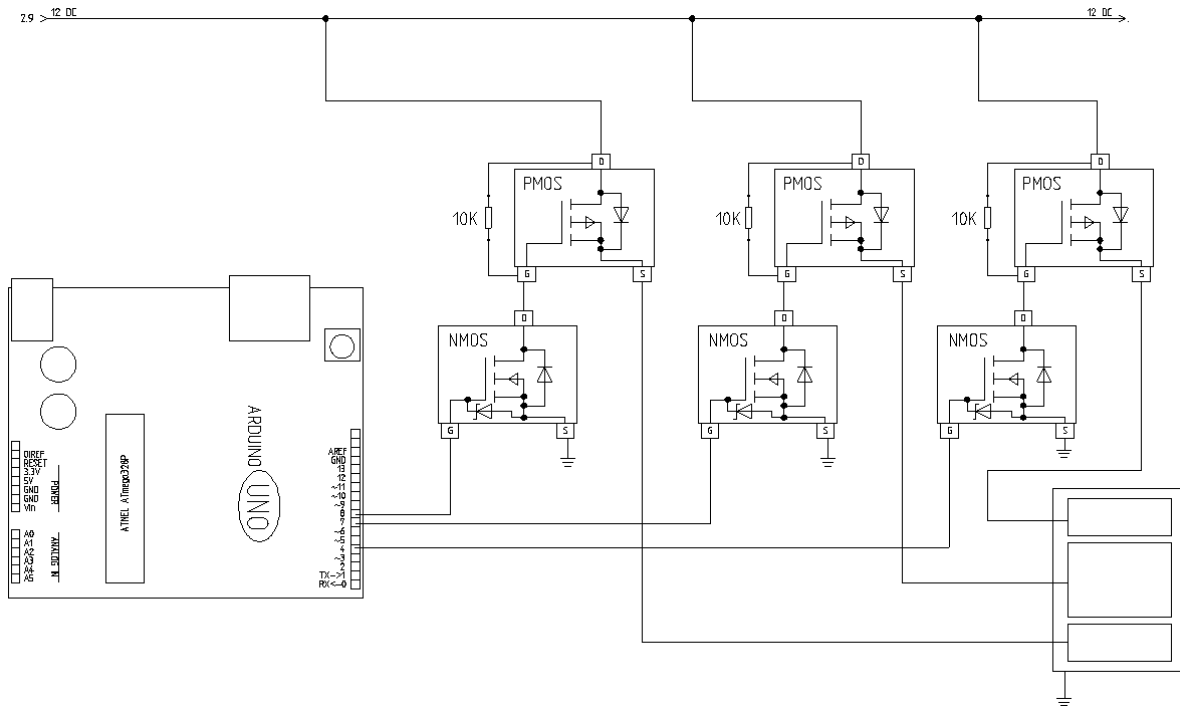 2.9
12 DC
12 DC
D
D
D
PMOS
PMOS
PMOS
10K
10K
10K
G
S
G
S
G
S
D
D
D
NMOS
NMOS
NMOS
G
S
G
S
G
S
ARDUINO
UNO
ATNEL ATmega328P
OIREF
RESET
3.3V
5V
GND
GND
Vin
POWER
A0
A1
A2
A3
A4
A5
ANALOG IN
AREF
GND
13
12
~11
~10
~9
8
7
~6
~5
4
~3
2
TX->1
RX<-0